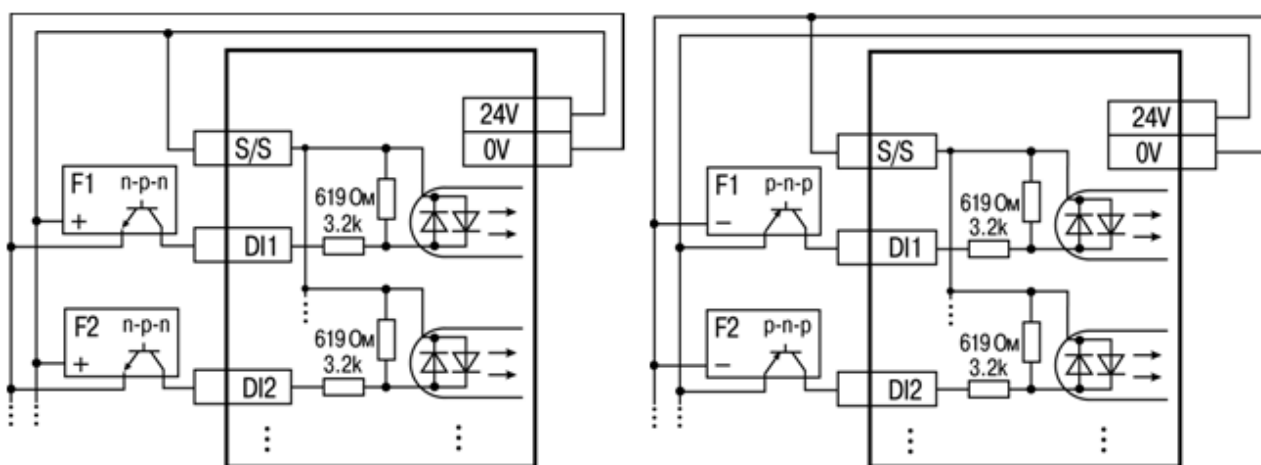 24V
0V
S/S
F1 n-p-n
+
619 Ом
3.2k
DI1
F2 n-p-n
+
619 Ом
3.2k
DI2
24V
0V
S/S
F1 p-n-p
−
619 Ом
3.2k
DI1
F2 p-n-p
−
619 Ом
3.2k
DI2